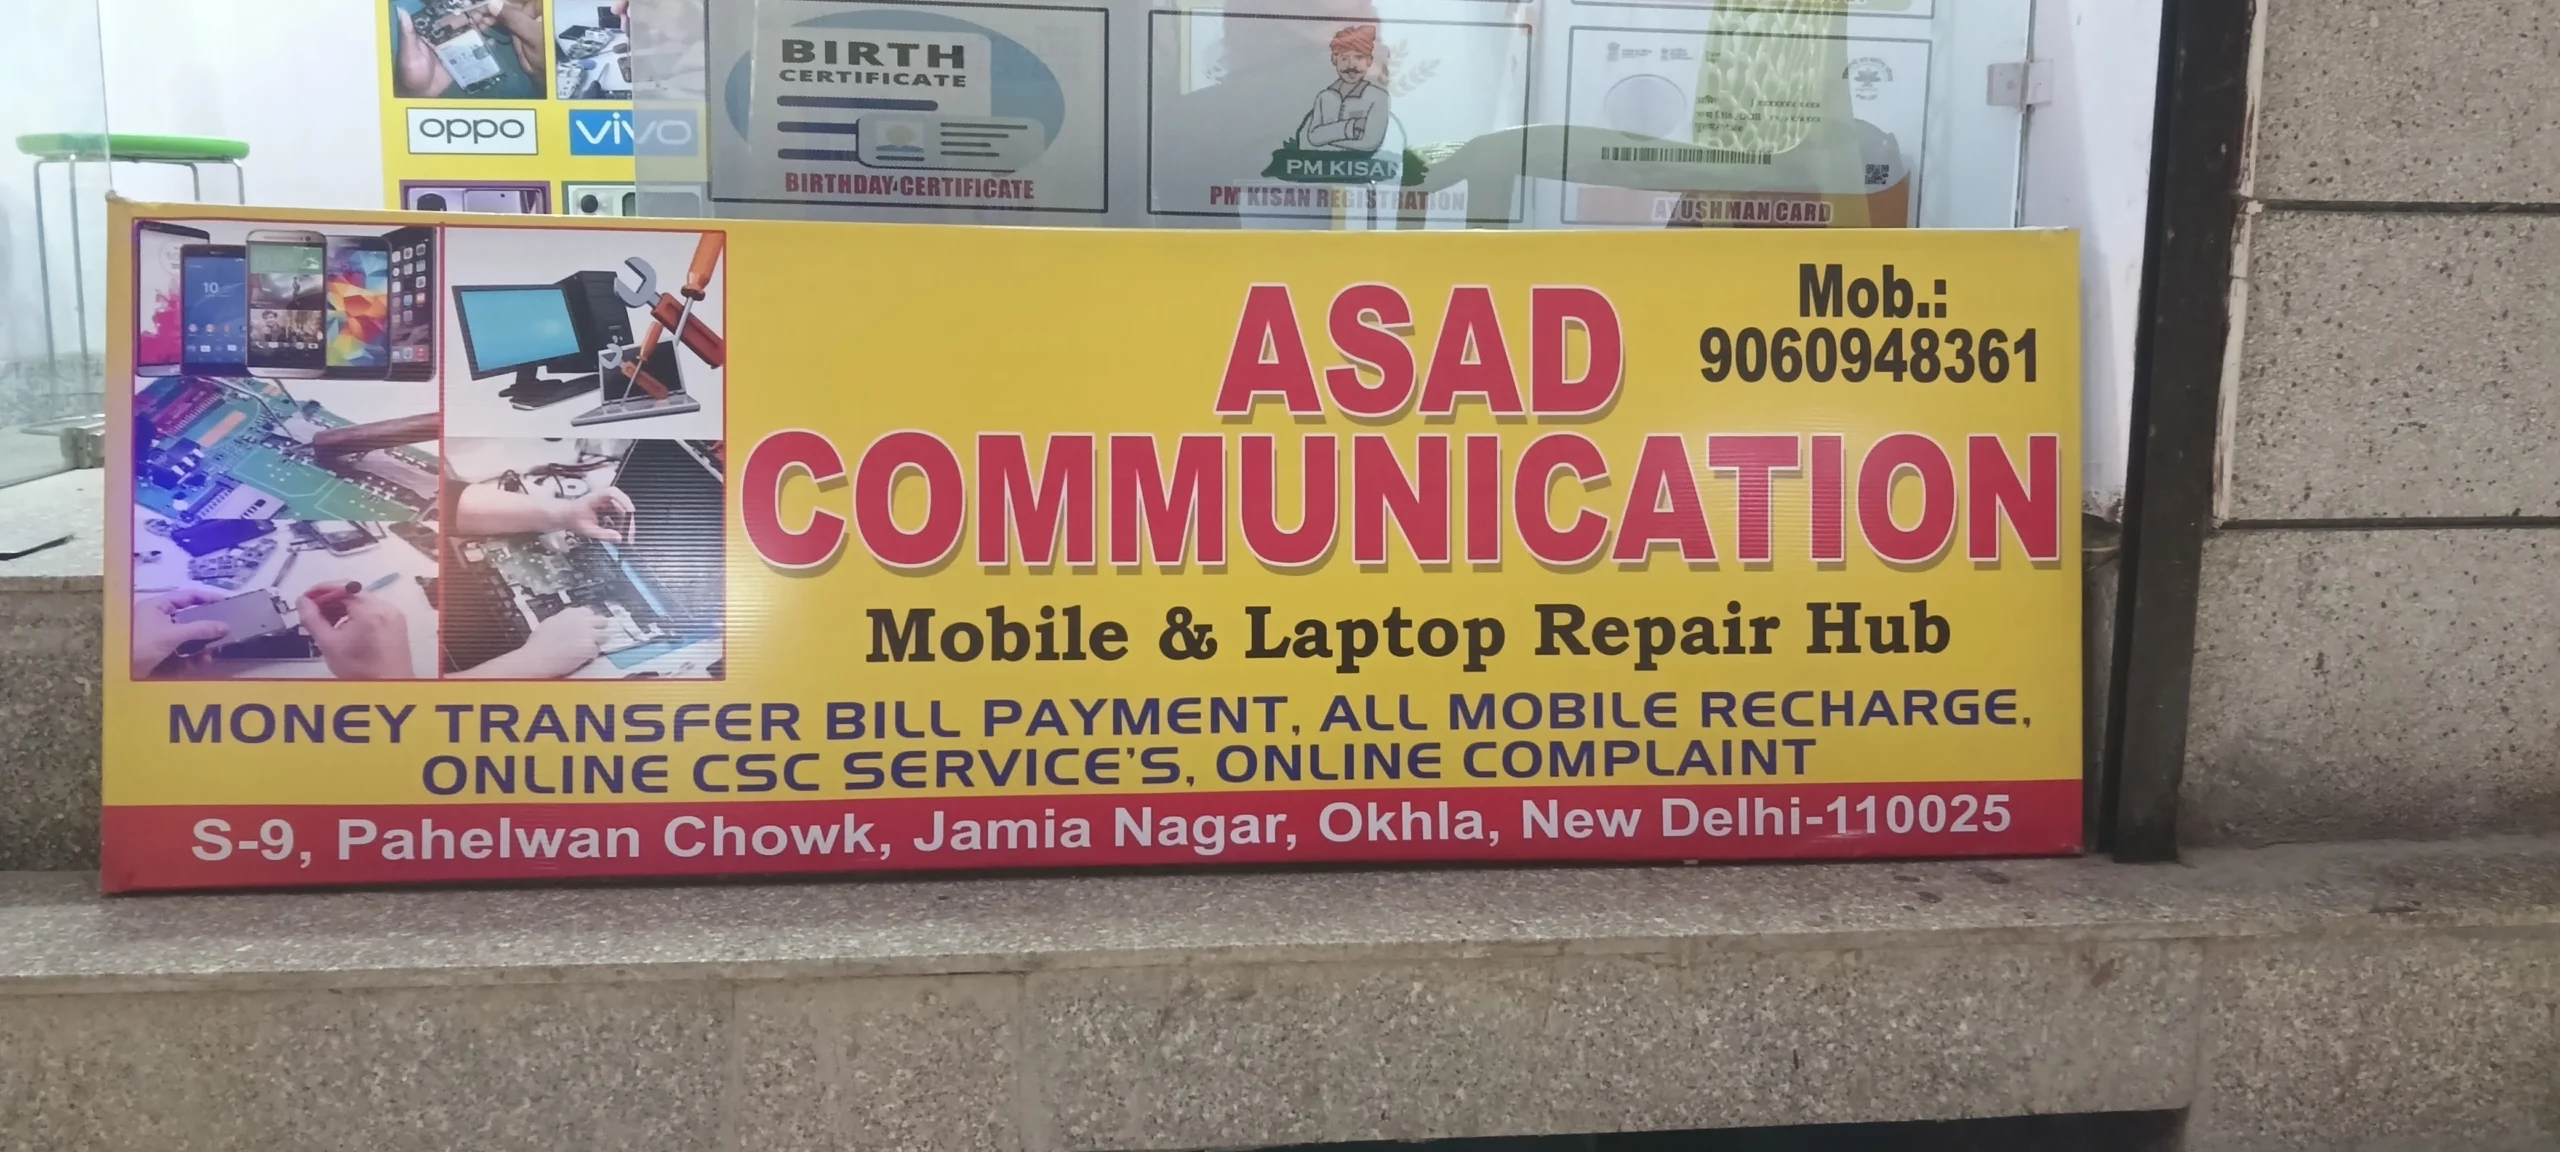 oppo
vivo
BIRTH
CERTIFICATE
BIRTHDAY CERTIFICATE
PM KISAN
PM KISAN REGISTRATION
AYUSHMAN CARD
10
ASAD
COMMUNICATION
Mob.:
9060948361
Mobile & Laptop Repair Hub
MONEY TRANSFER BILL PAYMENT, ALL MOBILE RECHARGE,
ONLINE CSC SERVICE'S, ONLINE COMPLAINT
S-9, Pahelwan Chowk, Jamia Nagar, Okhla, New Delhi-110025